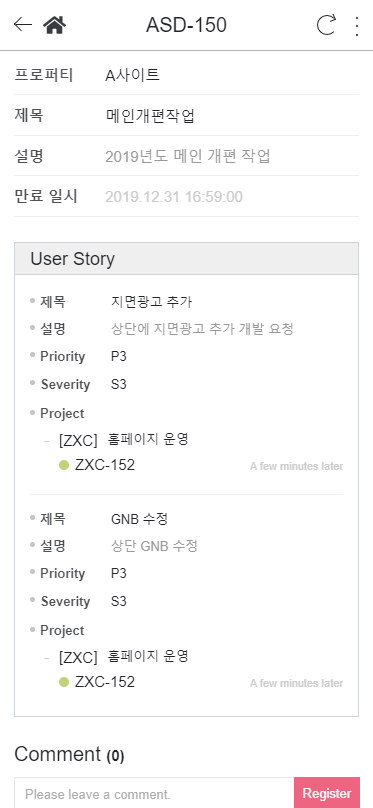 ASD-150
프로퍼티 A사이트
제목 메인개편작업
설명 2019년도 메인 개편 작업
만료 일시 2019.12.31 16:59:00
User Story
제목 지면광고 추가
설명 상단에 지면광고 추가 개발 요청
Priority P3
Severity S3
Project
- [ZXC] 홈페이지 운영
ZXC-152 A few minutes later
제목 GNB 수정
설명 상단 GNB 수정
Priority P3
Severity S3
Project
- [ZXC] 홈페이지 운영
ZXC-152 A few minutes later
Comment (0)
Please leave a comment. Register